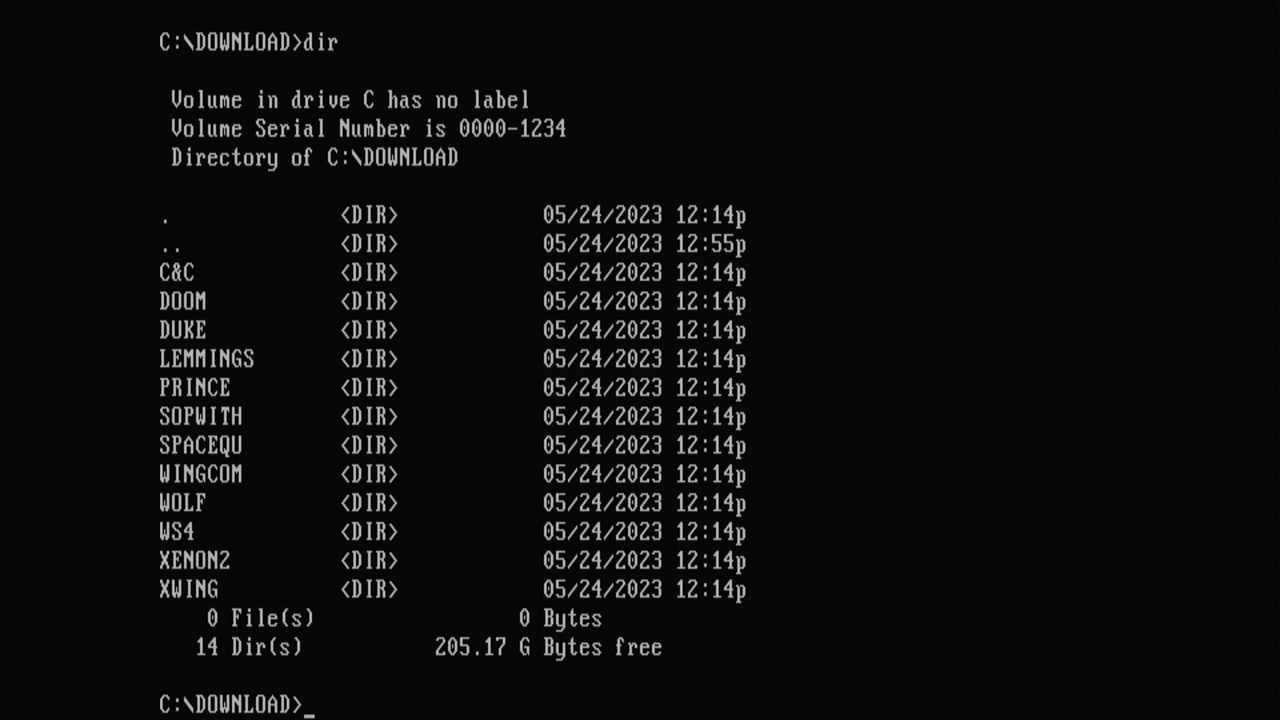 C:\DOWNLOAD>dir
Volume in drive C has no label
Volume Serial Number is 0000-1234
Directory of C:\DOWNLOAD
. <DIR> 05/24/2023 12:14p
.. <DIR> 05/24/2023 12:55p
C&C <DIR> 05/24/2023 12:14p
DOOM <DIR> 05/24/2023 12:14p
DUKE <DIR> 05/24/2023 12:14p
LEMMINGS <DIR> 05/24/2023 12:14p
PRINCE <DIR> 05/24/2023 12:14p
SOPWITH <DIR> 05/24/2023 12:14p
SPACEQU <DIR> 05/24/2023 12:14p
WINGCOM <DIR> 05/24/2023 12:14p
WOLF <DIR> 05/24/2023 12:14p
WS4 <DIR> 05/24/2023 12:14p
XENON2 <DIR> 05/24/2023 12:14p
XWING <DIR> 05/24/2023 12:14p
0 File(s) 0 Bytes
14 Dir(s) 205.17 G Bytes free
C:\DOWNLOAD>_